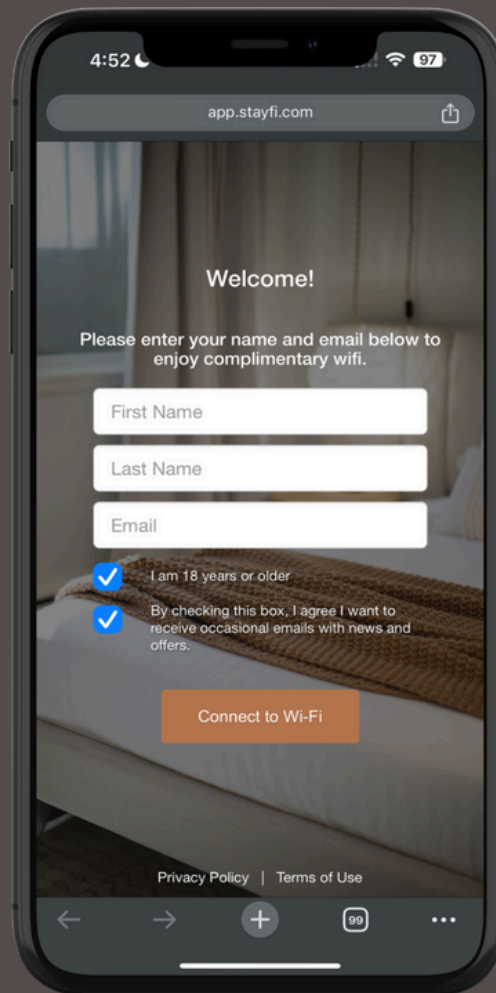 4:52
97
app.stayfi.com
Welcome!
Please enter your name and email below to
enjoy complimentary wifi.
First Name
Last Name
Email
I am 18 years or older
By checking this box, I agree I want to
receive occasional emails with news and
offers.
Connect to Wi-Fi
Privacy Policy | Terms of Use
99